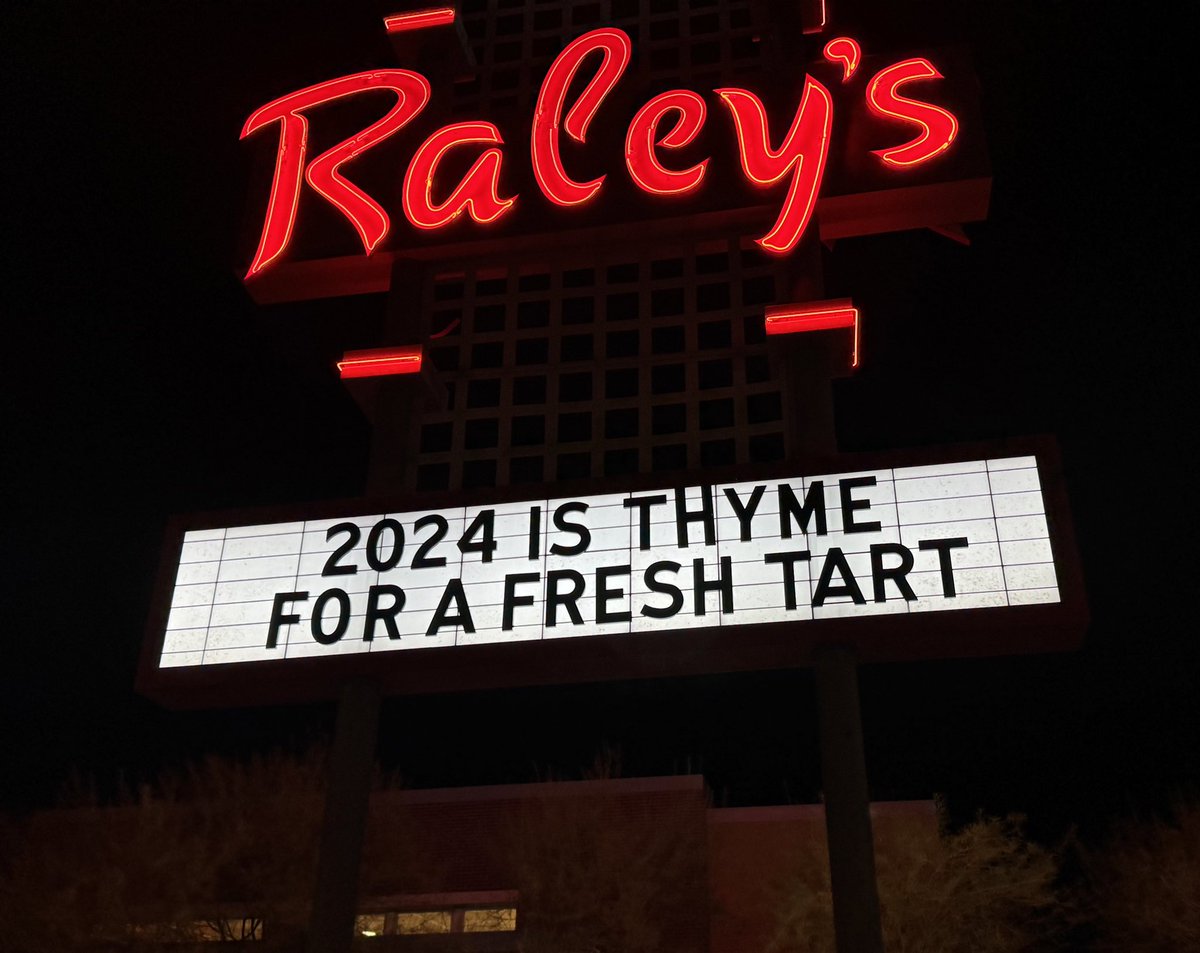 Raley's
2024 IS THYME
FOR A FRESH TART